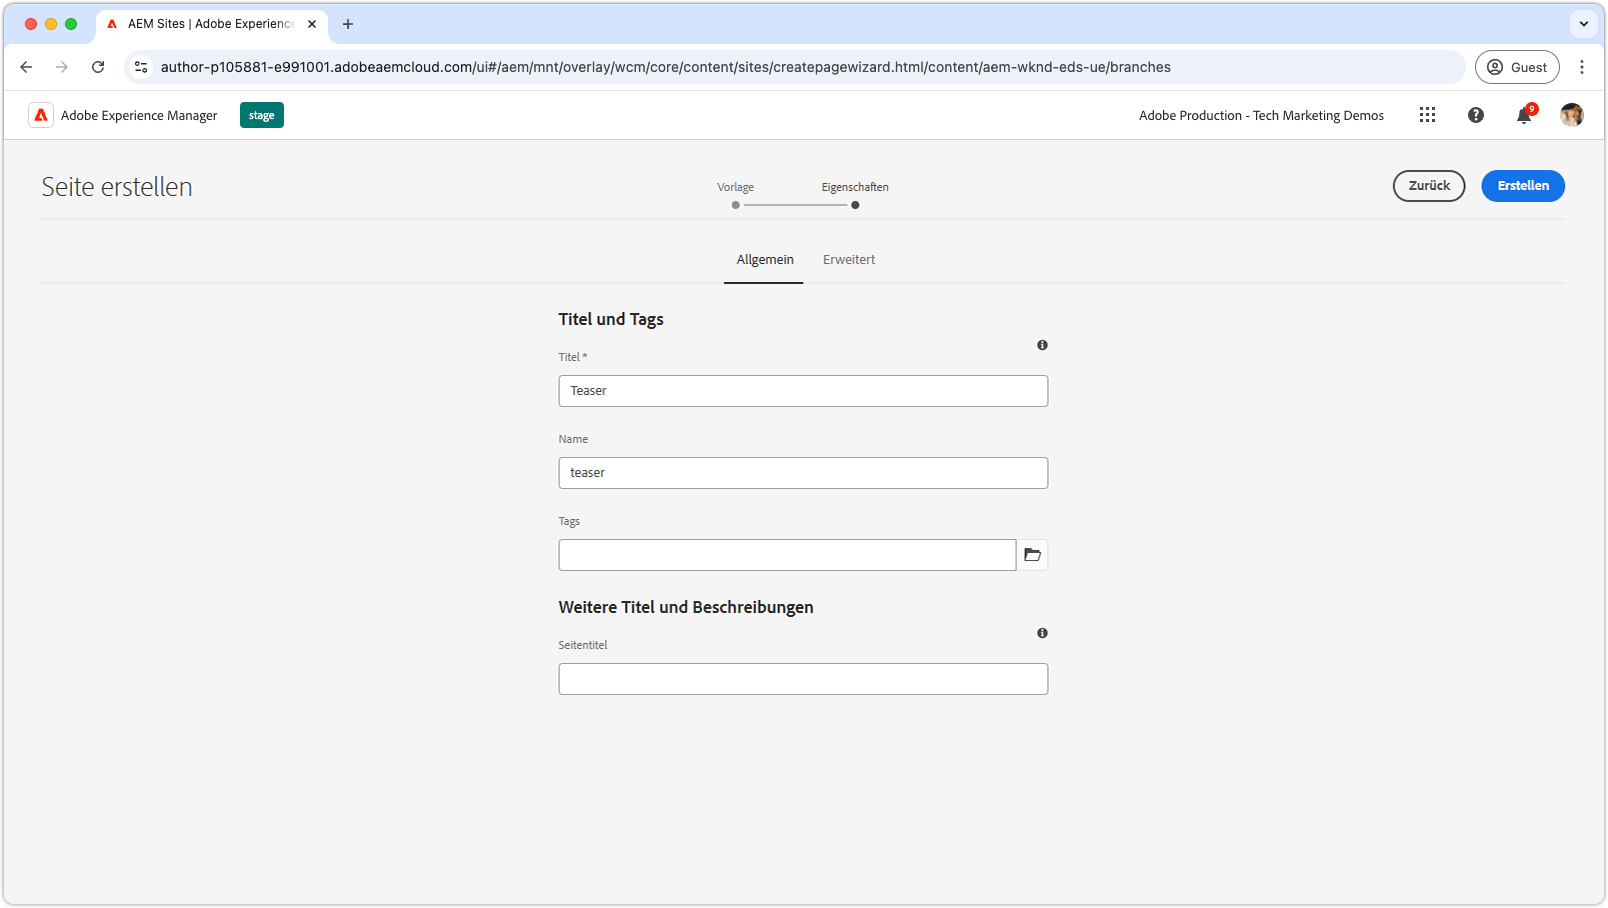 AEM Sites | Adobe Experience
author-p105881-e991001.adobeaemcloud.com/ui#/aem/mnt/overlay/wcm/core/content/sites/createpagewizard.html/content/aem-wknd-eds-ue/branches
Guest
Adobe Experience Manager
stage
Adobe Production - Tech Marketing Demos
9
Seite erstellen
Vorlage
Eigenschaften
Zurück
Erstellen
Allgemein
Erweitert
Titel und Tags
Titel *
Teaser
Name
teaser
Tags
Weitere Titel und Beschreibungen
Seitentitel